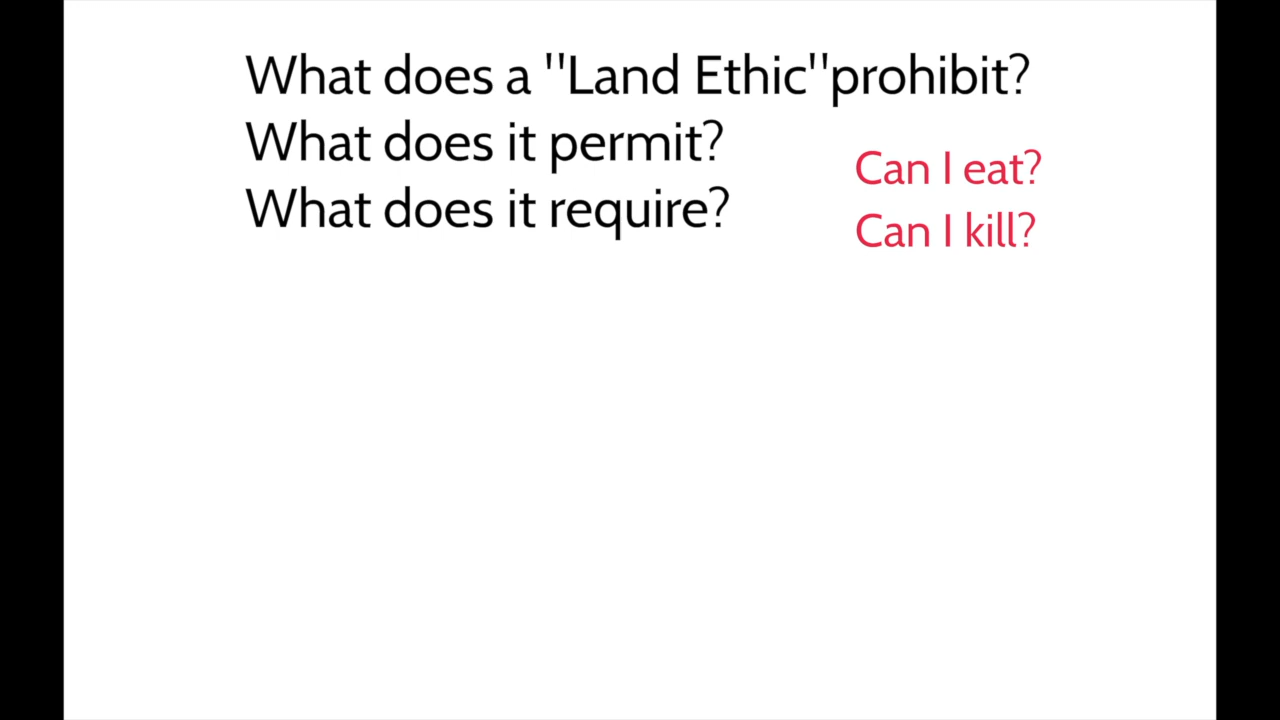 What does a "Land Ethic"prohibit?
What does it permit?
Can I eat?
What does it require?
Can I kill?